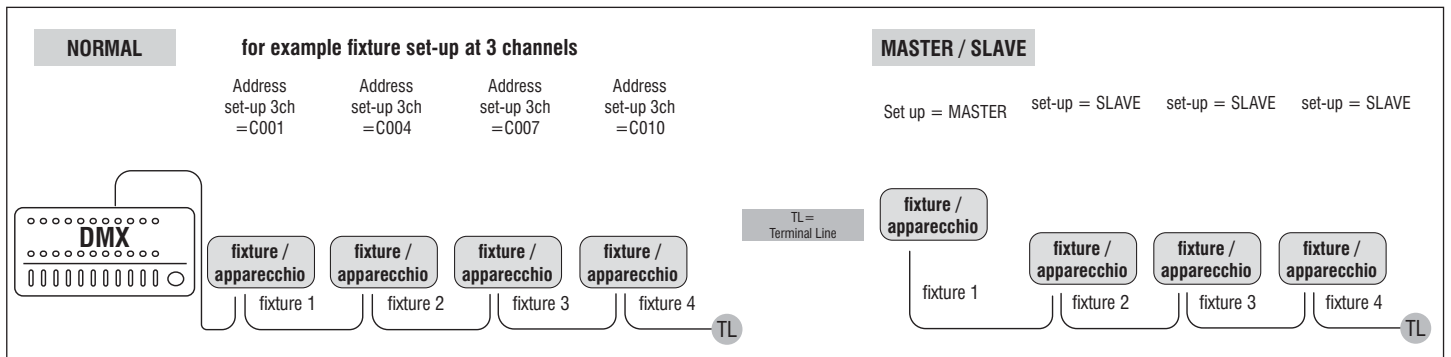 NORMAL
for example fixture set-up at 3 channels
Address
set-up 3ch
=C001
Address
set-up 3ch
=C004
Address
set-up 3ch
=C007
Address
set-up 3ch
=C010
DMX
fixture /
apparecchio
fixture 1
fixture /
apparecchio
fixture 2
fixture /
apparecchio
fixture 3
fixture /
apparecchio
fixture 4
TL
TL=
Terminal Line
MASTER / SLAVE
Set up = MASTER
set-up = SLAVE
set-up = SLAVE
set-up = SLAVE
fixture /
apparecchio
fixture 1
fixture /
apparecchio
fixture 2
fixture /
apparecchio
fixture 3
fixture /
apparecchio
fixture 4
TL